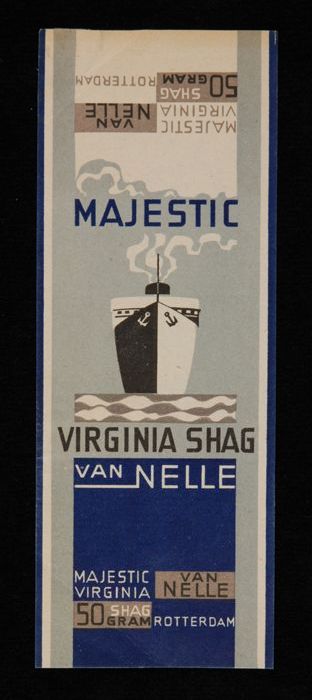 ROTTERDAM SHAG 50 GRAM
MAJESTIC VIRGINIA VAN NELLE
MAJESTIC
VIRGINIA SHAG
VAN NELLE
MAJESTIC VAN
VIRGINIA NELLE
50 SHAG
GRAM ROTTERDAM